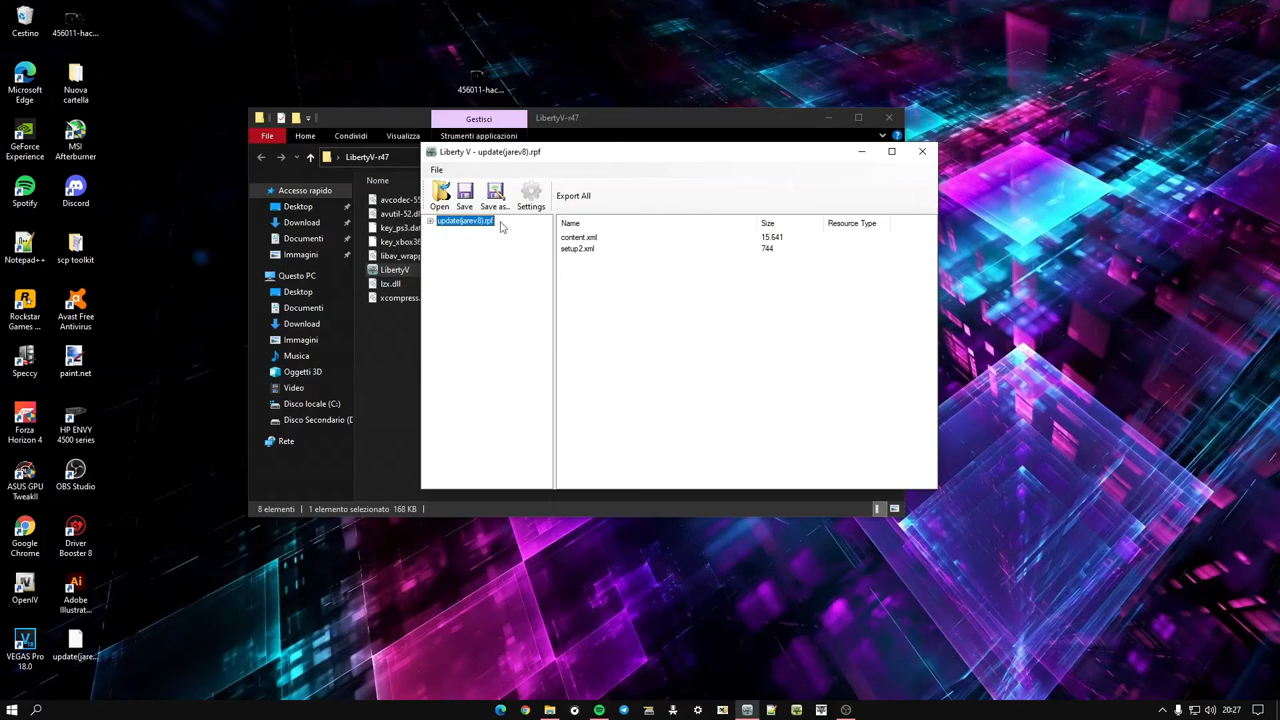 Cestino
456011-hac...
Microsoft
Edge
Nuova
cartella
GeForce
Experience
MSI
Afterburner
Spotify
Discord
Notepad++
scp toolkit
Rockstar
Games ...
Avast Free
Antivirus
Speccy
paint.net
Forza
Horizon 4
HP ENVY
4500 series
ASUS GPU
TweakII
OBS Studio
Google
Chrome
Driver
Booster 8
OpenIV
Adobe
Illustrat...
VEGAS Pro
18.0
update(jare...
456011-hac...
Gestisci
LibertyV-r47
File
Home
Condividi
Visualizza
Strumenti applicazioni
LibertyV-r47
Accesso rapido
Desktop
Download
Documenti
Immagini
Questo PC
Desktop
Documenti
Download
Immagini
Musica
Oggetti 3D
Video
Disco locale (C:)
Disco Secondario (D
Rete
Nome
avcodec-55
avutil-52.dl
key_ps3.dat
key_xbox36
libav_wrapp
LibertyV
lzx.dll
xcompress.
8 elementi
1 elemento selezionato 168 KB
Liberty V - update(jarev8).rpf
File
Open
Save
Save as..
Settings
Export All
update(jarev8).rpf
Name
Size
Resource Type
content.xml
15.641
setup2.xml
744
20:27